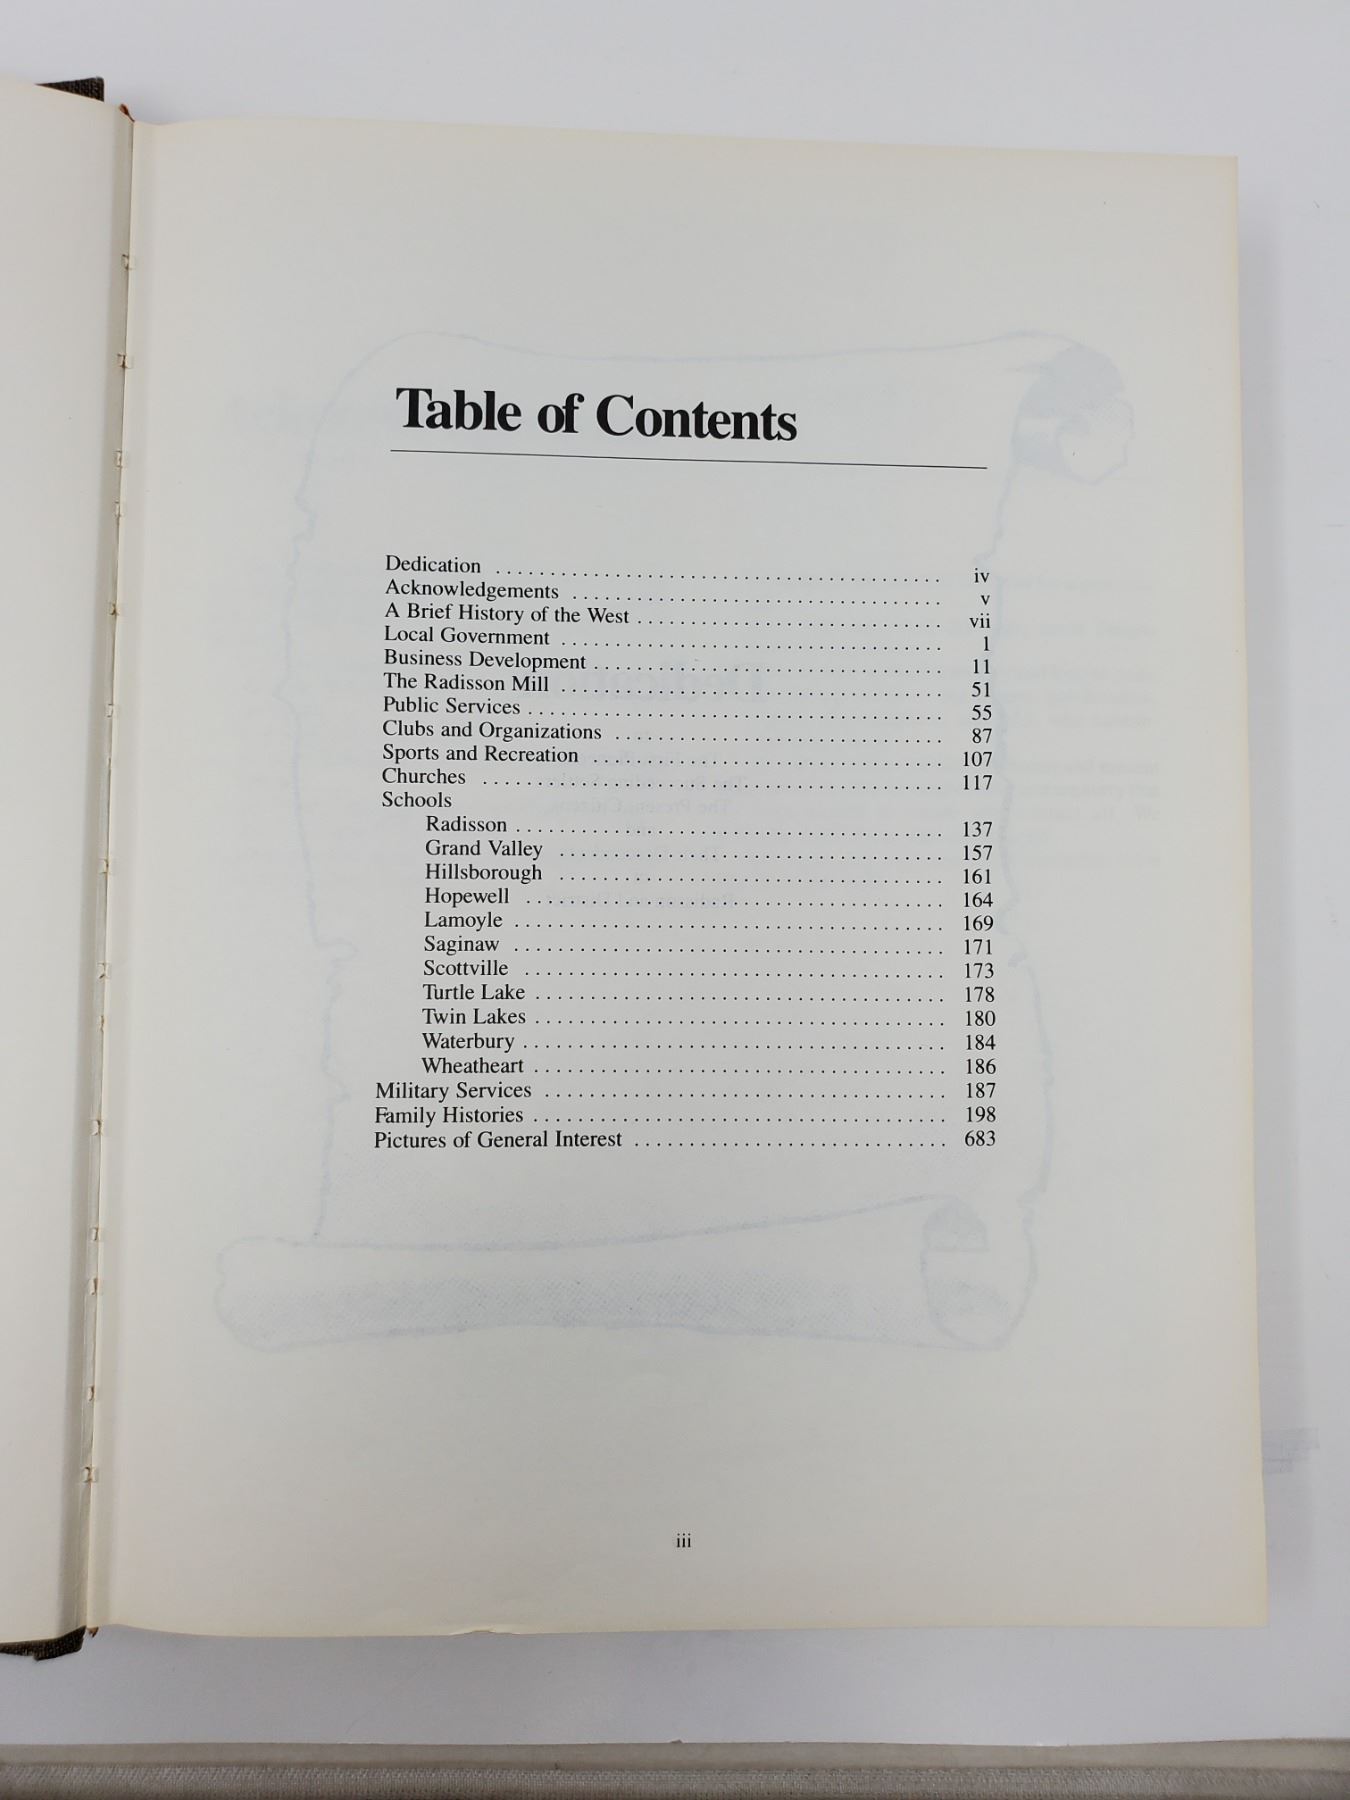 Table of Contents
Dedication . . . . . . . . . . . . . . . . . . . . . . . . . . . . . . . . . . . . . . . . . iv
Acknowledgements . . . . . . . . . . . . . . . . . . . . . . . . . . . . . . . . . . v
A Brief History of the West . . . . . . . . . . . . . . . . . . . . . . . . . . . . vii
Local Government . . . . . . . . . . . . . . . . . . . . . . . . . . . . . . . . . . . 1
Business Development . . . . . . . . . . . . . . . . . . . . . . . . . . . . . . . . 11
The Radisson Mill . . . . . . . . . . . . . . . . . . . . . . . . . . . . . . . . . . . 51
Public Services . . . . . . . . . . . . . . . . . . . . . . . . . . . . . . . . . . . . . . 55
Clubs and Organizations . . . . . . . . . . . . . . . . . . . . . . . . . . . . . . 87
Sports and Recreation . . . . . . . . . . . . . . . . . . . . . . . . . . . . . . . . 107
Churches . . . . . . . . . . . . . . . . . . . . . . . . . . . . . . . . . . . . . . . . . . 117
Schools
Radisson . . . . . . . . . . . . . . . . . . . . . . . . . . . . . . . . . . . . . . . 137
Grand Valley . . . . . . . . . . . . . . . . . . . . . . . . . . . . . . . . . . . 157
Hillsborough . . . . . . . . . . . . . . . . . . . . . . . . . . . . . . . . . . . 161
Hopewell . . . . . . . . . . . . . . . . . . . . . . . . . . . . . . . . . . . . . . 164
Lamoyle . . . . . . . . . . . . . . . . . . . . . . . . . . . . . . . . . . . . . . . 169
Saginaw . . . . . . . . . . . . . . . . . . . . . . . . . . . . . . . . . . . . . . . 171
Scottville . . . . . . . . . . . . . . . . . . . . . . . . . . . . . . . . . . . . . . 173
Turtle Lake . . . . . . . . . . . . . . . . . . . . . . . . . . . . . . . . . . . . . 178
Twin Lakes . . . . . . . . . . . . . . . . . . . . . . . . . . . . . . . . . . . . . 180
Waterbury . . . . . . . . . . . . . . . . . . . . . . . . . . . . . . . . . . . . . . 184
Wheatheart . . . . . . . . . . . . . . . . . . . . . . . . . . . . . . . . . . . . . 186
Military Services . . . . . . . . . . . . . . . . . . . . . . . . . . . . . . . . . . . . 187
Family Histories . . . . . . . . . . . . . . . . . . . . . . . . . . . . . . . . . . . . . 198
Pictures of General Interest . . . . . . . . . . . . . . . . . . . . . . . . . . . . 683
iii